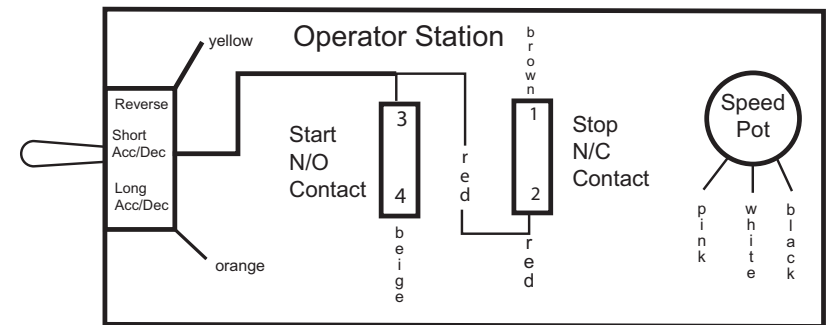 Operator Station
yellow
brown
Reverse
Short
Acc/Dec
Long
Acc/Dec
orange
Start
N/O
Contact
3
4
beige
red
1
2
red
Stop
N/C
Contact
Speed
Pot
pink
white
black